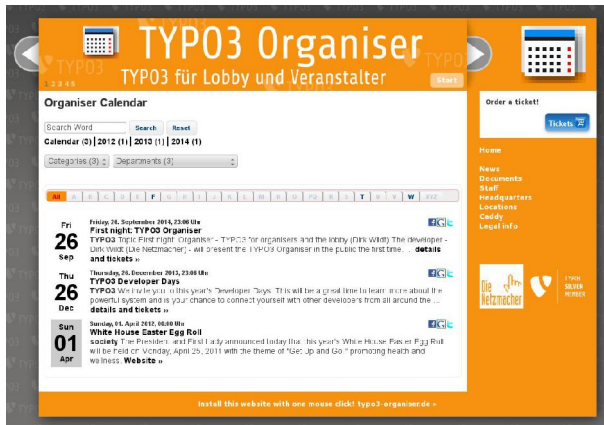 TYPO3 Organiser
TYPO3 für Lobby und Veranstalter
1 2 3 4 5
Start
Organiser Calendar
Order a ticket!
Search Word Search Reset
Tickets
Calendar (3) | 2012 (1) | 2013 (1) | 2014 (1)
Categories (3) Departments (3)
Home
News
Documents
Staff
Headquarters
Locations
Caddy
Legal info
All A B C D E F G H I J K L M N O PQ R S T U V W XYZ
Fri
26
Sep
Friday, 26. September 2014, 23:06 Uhr
First night: TYPO3 Organiser
TYPO3 Topic First night: Organiser - TYPO3 for organisers and the lobby (Dirk Wildt) The developer -
Dirk Wildt (Die Netzmacher) - will present the TYPO3 Organiser in the public the first time. ... details
and tickets »
Thu
26
Dec
Thursday, 26. December 2013, 23:08 Uhr
TYPO3 Developer Days
TYPO3 We invite you to this year's Developer Days. This will be a great time to learn more about the
powerful system and is your chance to connect yourself with other developers from all around the ...
details and tickets »
Sun
01
Apr
Sunday, 01. April 2012, 00:00 Uhr
White House Easter Egg Roll
society The President and First Lady announced today that this year's White House Easter Egg Roll
will be held on Monday, April 25, 2011 with the theme of "Get Up and Go!" promoting health and
wellness. Website »
Die
Netzmacher
TYPO3
SILVER
MEMBER
Install this website with one mouse click! typo3-organiser.de »